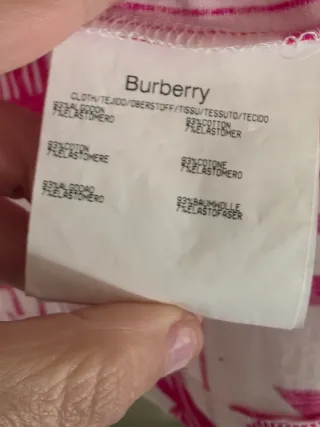 Burberry
CLOTH/TEJIDO/OBERSTOFF/TISSU/TESSUTO/TECIDO
93%ALGODON
7%ELASTOMERO
93%COTTON
7%ELASTOMER
93%COTON
7%ELASTOMERE
93%COTONE
7%ELASTOMERO
93%ALGODAO
7%ELASTOMERO
93%BAUMWOLLE
7%ELASTOFASER